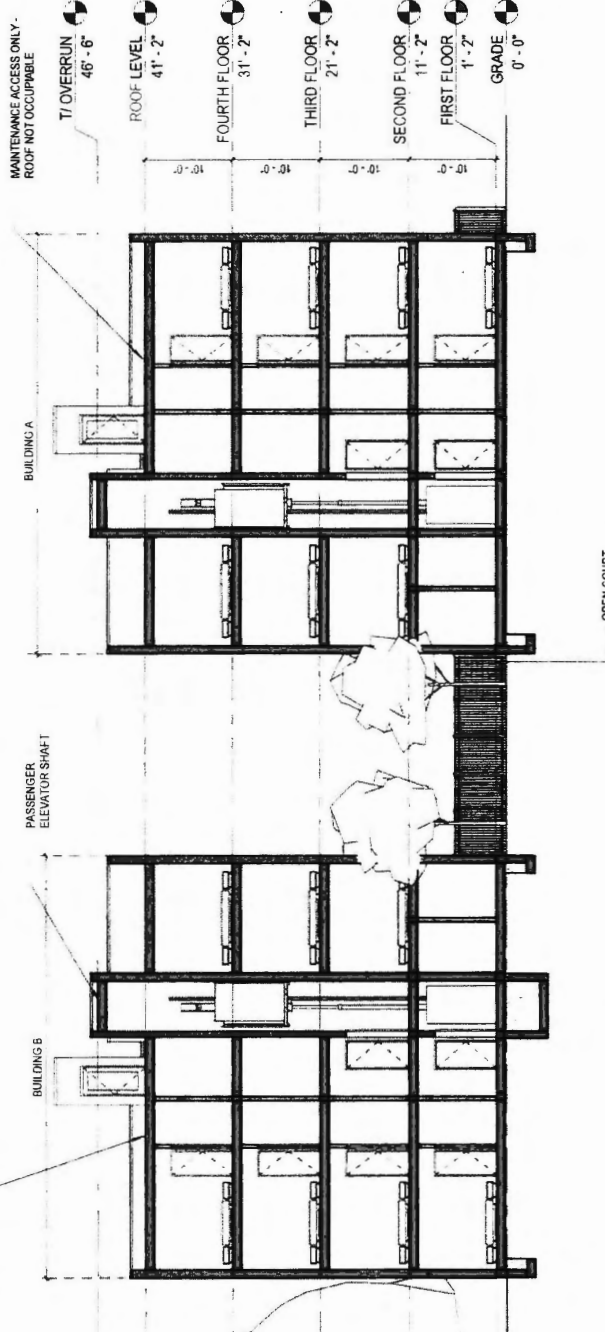 MAINTENANCE ACCESS ONLY -
ROOF NOT OCCUPIABLE
T/ OVERRUN
46' - 6"
ROOF LEVEL
41' - 2"
FOURTH FLOOR
31' - 2"
THIRD FLOOR
21' - 2"
SECOND FLOOR
11' - 2"
FIRST FLOOR
1' - 2"
GRADE
0' - 0"
10' - 0"
10' - 0"
10' - 0"
10' - 0"
BUILDING A
PASSENGER
ELEVATOR SHAFT
BUILDING B
OPEN COURT